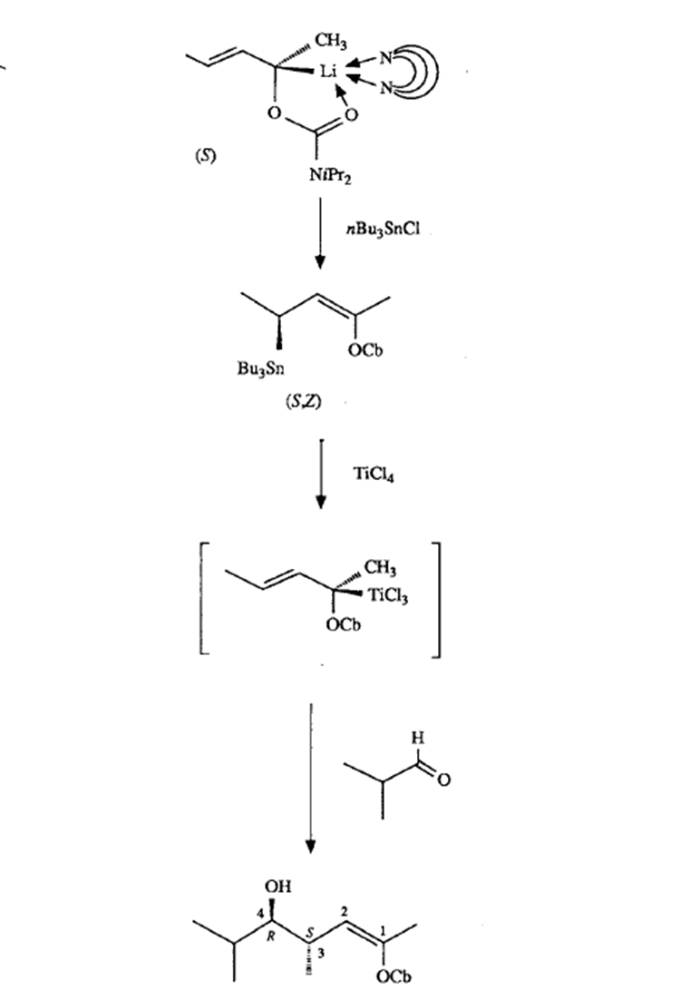 CH3
Li
N
N
O
O
(S)
NiPr2
nBu3SnCl
OCb
Bu3Sn
(S,Z)
TiCl4
CH3
TiCl3
OCb
H
O
OH
4
R
S
3
2
1
OCb